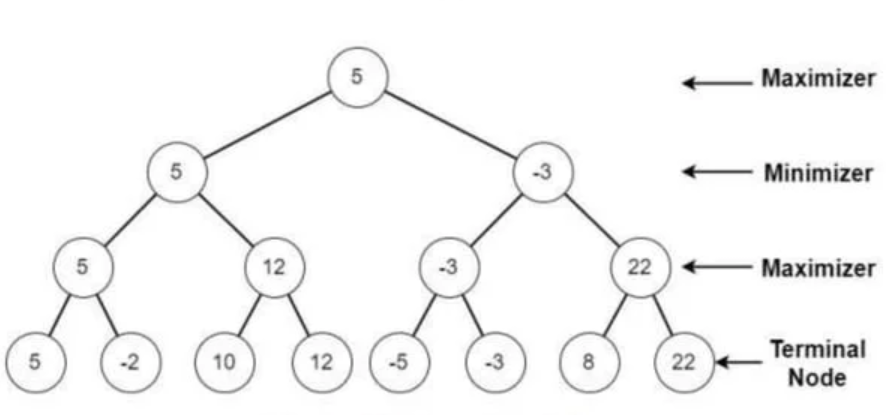 5 Maximizer
5 -3 Minimizer
5 12 -3 22 Maximizer
5 -2 10 12 -5 -3 8 22 Terminal
Node